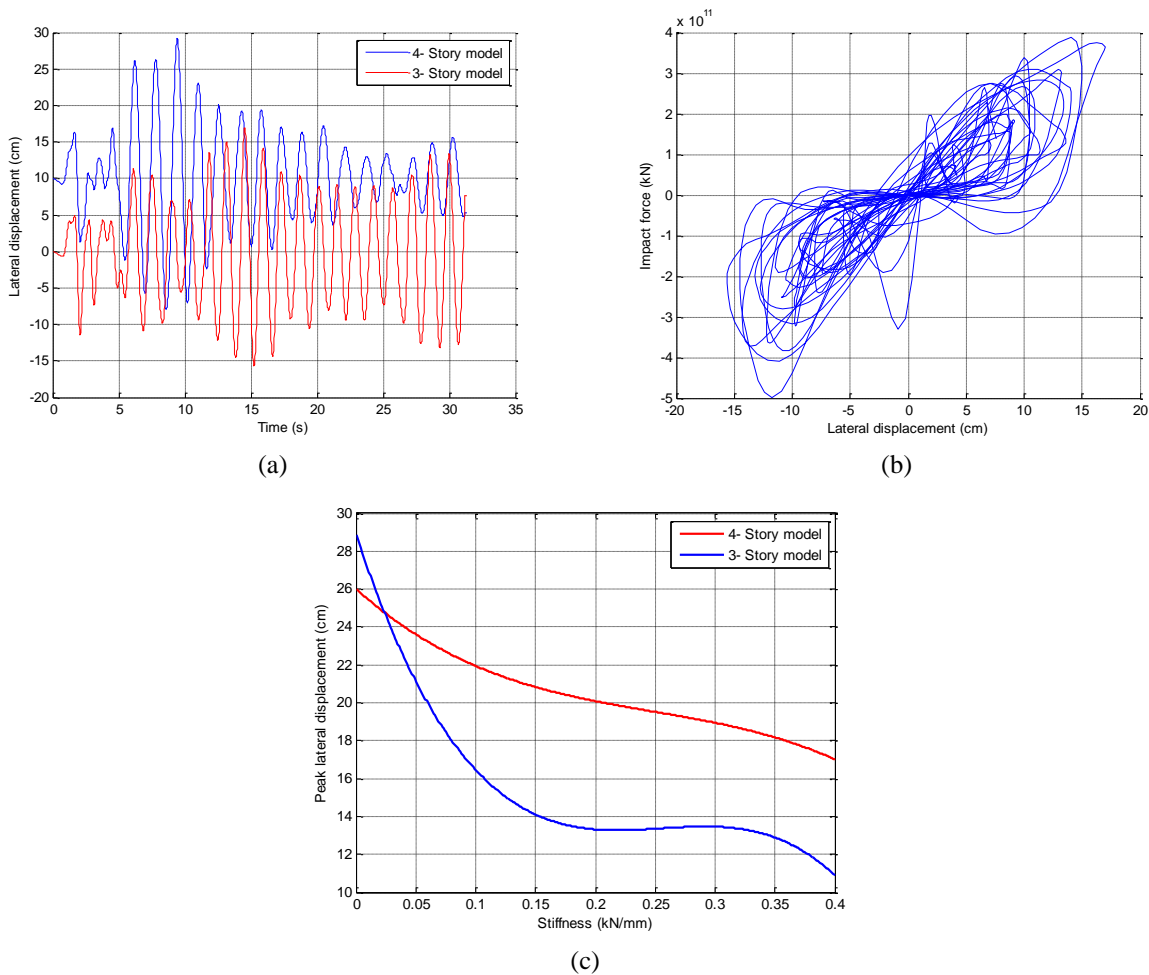 30
25
20
15
10
5
0
-5
-10
-15
-20
0 5 10 15 20 25 30 35
Lateral displacement (cm)
Time (s)
4- Story model
3- Story model
(a)
x 10^11
4
3
2
1
0
-1
-2
-3
-4
-5
-20 -15 -10 -5 0 5 10 15 20
Impact force (kN)
Lateral displacement (cm)
(b)
30
28
26
24
22
20
18
16
14
12
10
0 0.05 0.1 0.15 0.2 0.25 0.3 0.35 0.4
Peak lateral displacement (cm)
Stiffness (kN/mm)
4- Story model
3- Story model
(c)